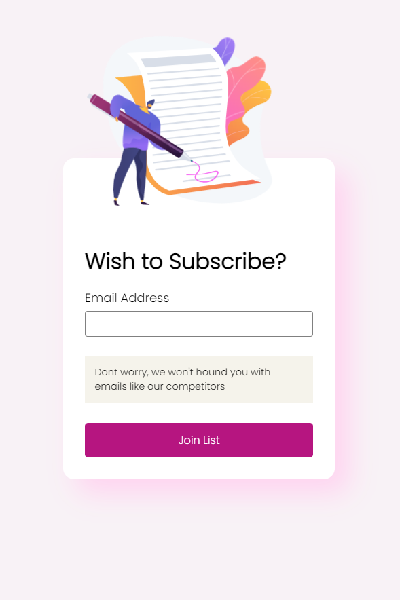 Wish to Subscribe?
Email Address
Dont worry, we won't hound you with
emails like our competitors
Join List